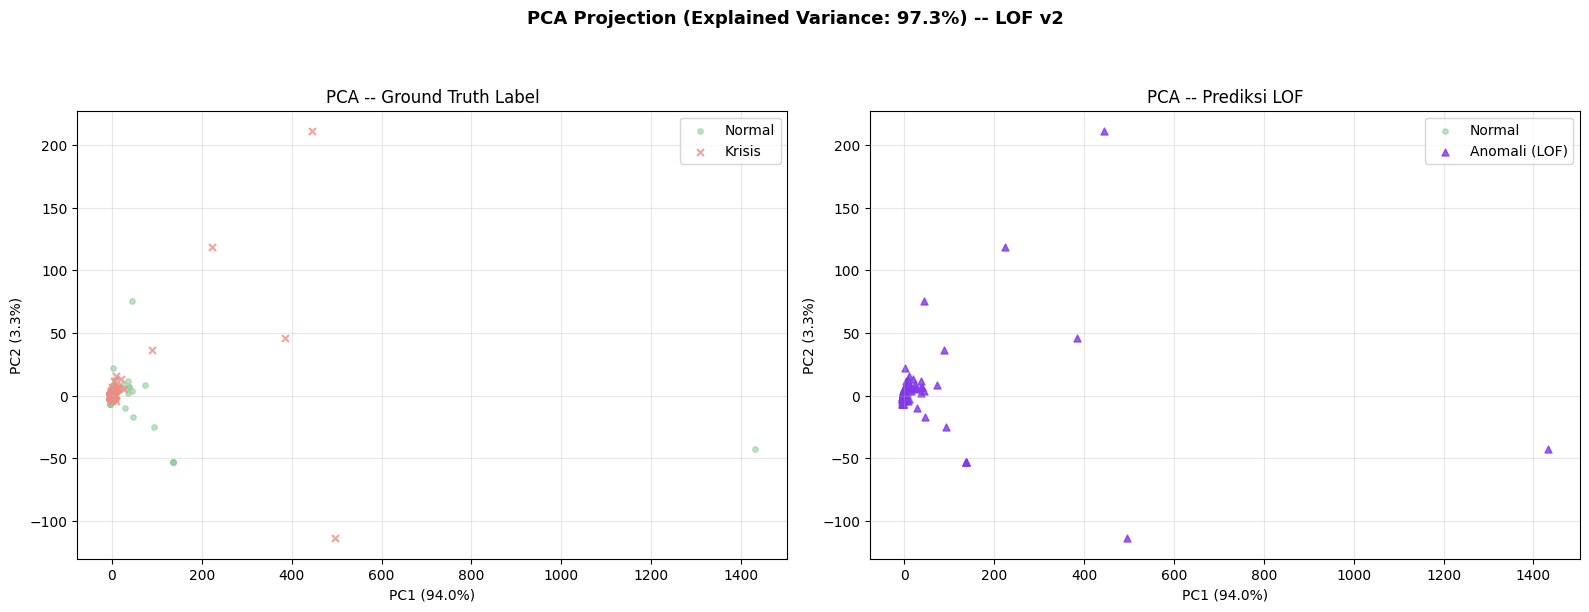 PCA Projection (Explained Variance: 97.3%) -- LOF v2
PCA -- Ground Truth Label
Normal
Krisis
PC2 (3.3%)
200
150
100
50
0
−50
−100
0
200
400
600
800
1000
1200
1400
PC1 (94.0%)
PCA -- Prediksi LOF
Normal
Anomali (LOF)
PC2 (3.3%)
200
150
100
50
0
−50
−100
0
200
400
600
800
1000
1200
1400
PC1 (94.0%)